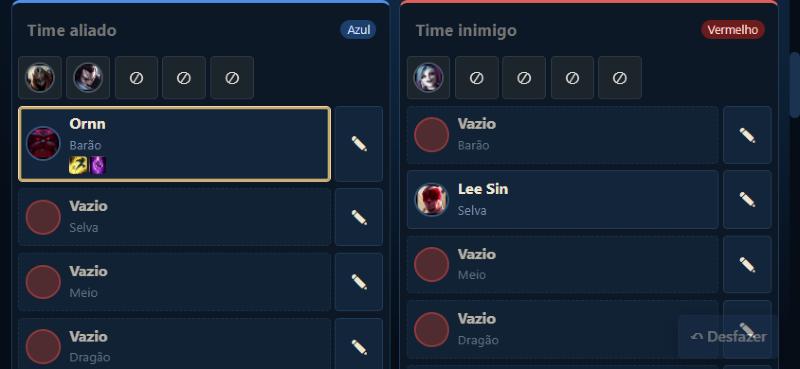 Time aliado
Azul
Ornn
Barão
Vazio
Selva
Vazio
Meio
Vazio
Dragão
Time inimigo
Vermelho
Vazio
Barão
Lee Sin
Selva
Vazio
Meio
Vazio
Dragão
Desfazer